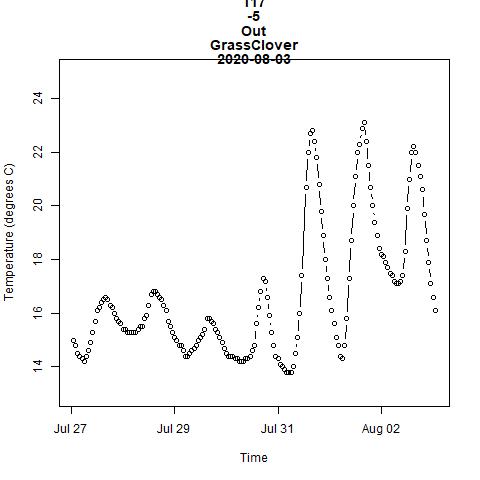 T17
-5
Out
GrassClover
2020-08-03
Temperature (degrees C)
24
22
20
18
16
14
Jul 27 Jul 29 Jul 31 Aug 02
Time